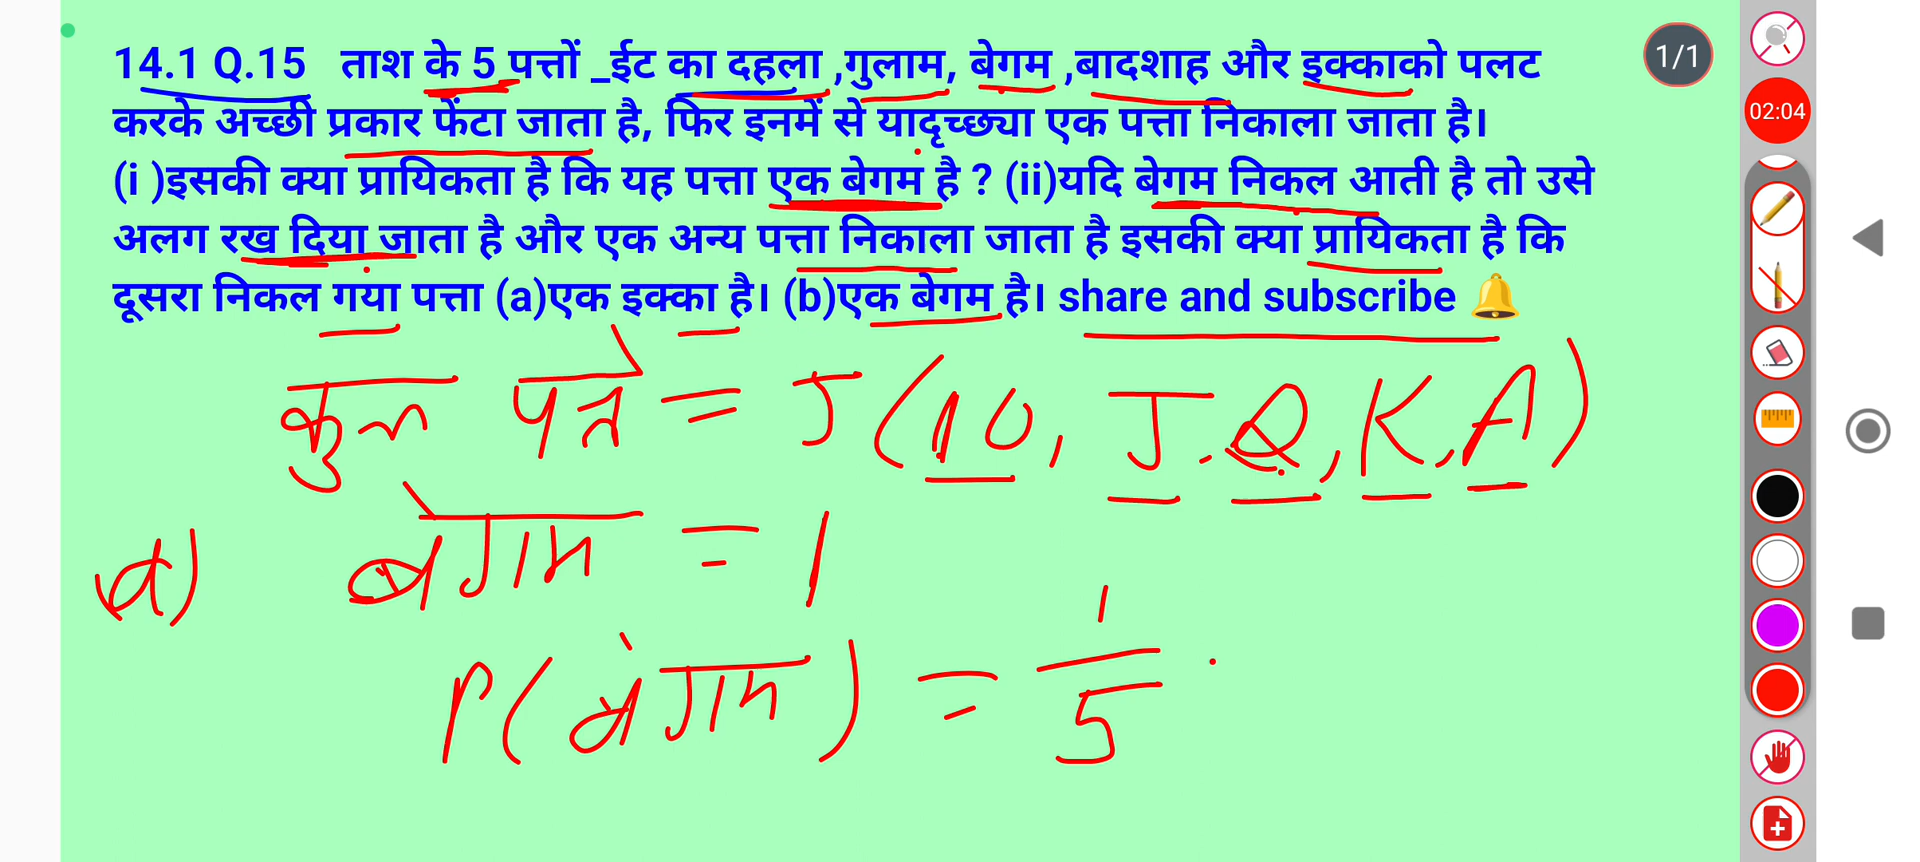 14.1 Q.15 ताश के 5 पत्तों _ईट का दहला ,गुलाम, बेगम ,बादशाह और इक्काको पलट
करके अच्छी प्रकार फेंटा जाता है, फिर इनमें से यादृच्छ्या एक पत्ता निकाला जाता है।
(i )इसकी क्या प्रायिकता है कि यह पत्ता एक बेगम है ? (ii)यदि बेगम निकल आती है तो उसे
अलग रख दिया जाता है और एक अन्य पत्ता निकाला जाता है इसकी क्या प्रायिकता है कि
दूसरा निकल गया पत्ता (a)एक इक्का है। (b)एक बेगम है। share and subscribe 🔔
1/1
02:04
कुल पत्ते = 5 (10, J, Q, K, A)
a) बेगम = 1
P(बेगम) = 1/5